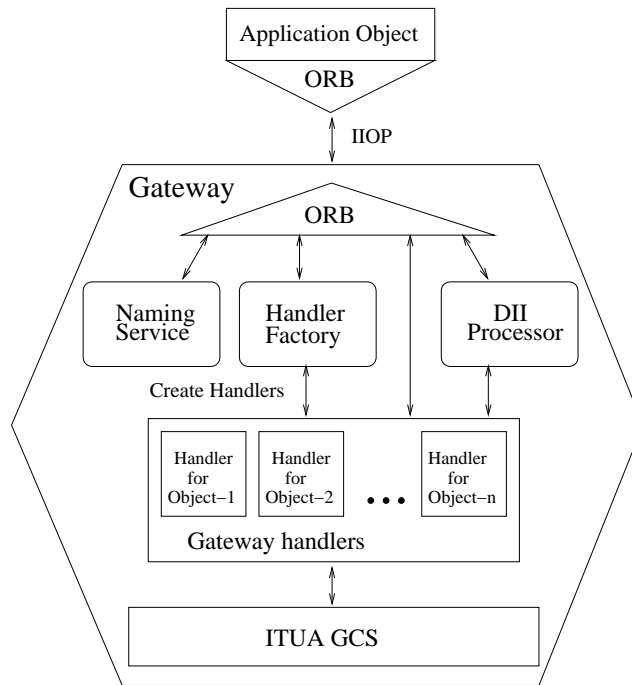 Application Object
ORB
IIOP
Gateway
ORB
Naming
Service
Handler
Factory
DII
Processor
Create Handlers
Handler
for
Object−1
Handler
for
Object−2
Handler
for
Object−n
Gateway handlers
ITUA GCS